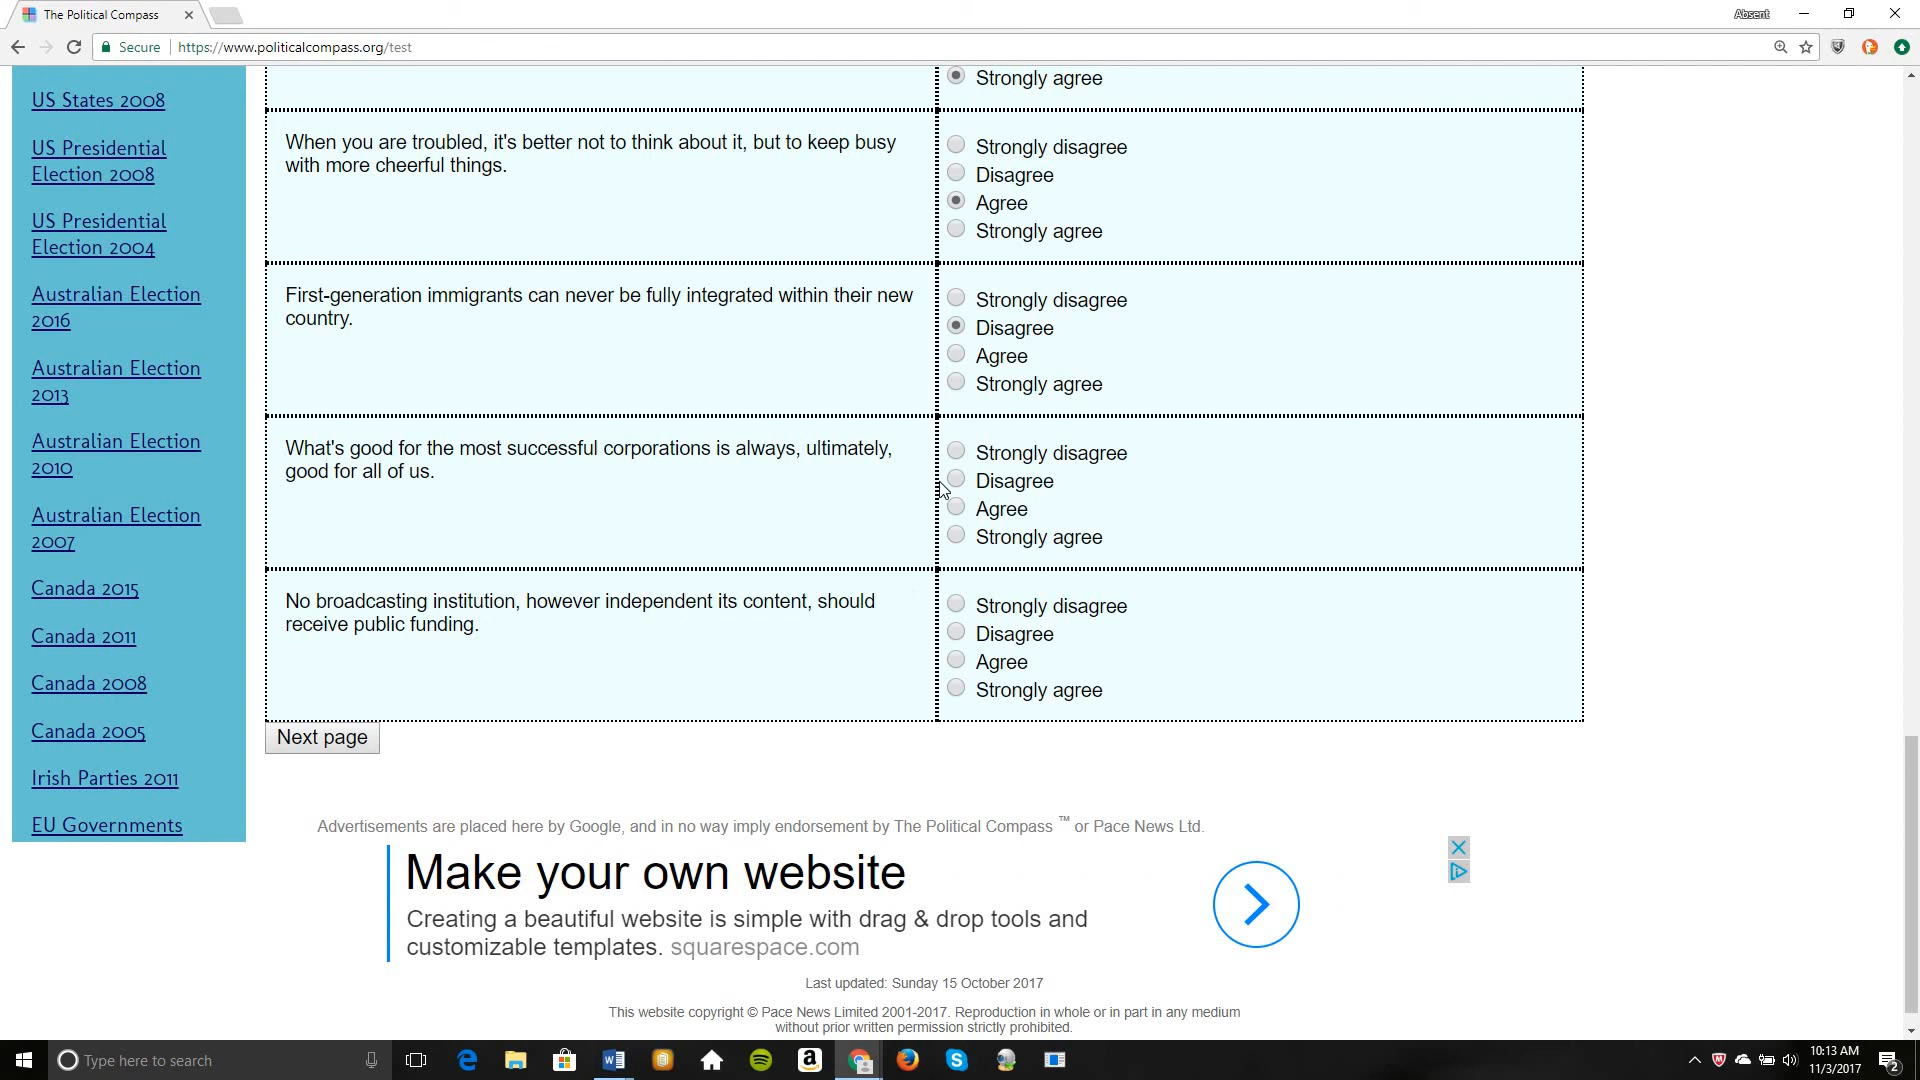 The Political Compass
Absent
Secure
https://www.politicalcompass.org/test
US States 2008
US Presidential
Election 2008
US Presidential
Election 2004
Australian Election
2016
Australian Election
2013
Australian Election
2010
Australian Election
2007
Canada 2015
Canada 2011
Canada 2008
Canada 2005
Irish Parties 2011
EU Governments
Strongly agree
When you are troubled, it's better not to think about it, but to keep busy
with more cheerful things.
Strongly disagree
Disagree
Agree
Strongly agree
First-generation immigrants can never be fully integrated within their new
country.
Strongly disagree
Disagree
Agree
Strongly agree
What's good for the most successful corporations is always, ultimately,
good for all of us.
Strongly disagree
Disagree
Agree
Strongly agree
No broadcasting institution, however independent its content, should
receive public funding.
Strongly disagree
Disagree
Agree
Strongly agree
Next page
Advertisements are placed here by Google, and in no way imply endorsement by The Political Compass ™ or Pace News Ltd.
Make your own website
Creating a beautiful website is simple with drag & drop tools and
customizable templates. squarespace.com
Last updated: Sunday 15 October 2017
This website copyright © Pace News Limited 2001-2017. Reproduction in whole or in part in any medium
without prior written permission strictly prohibited.
Type here to search
10:13 AM
11/3/2017
2